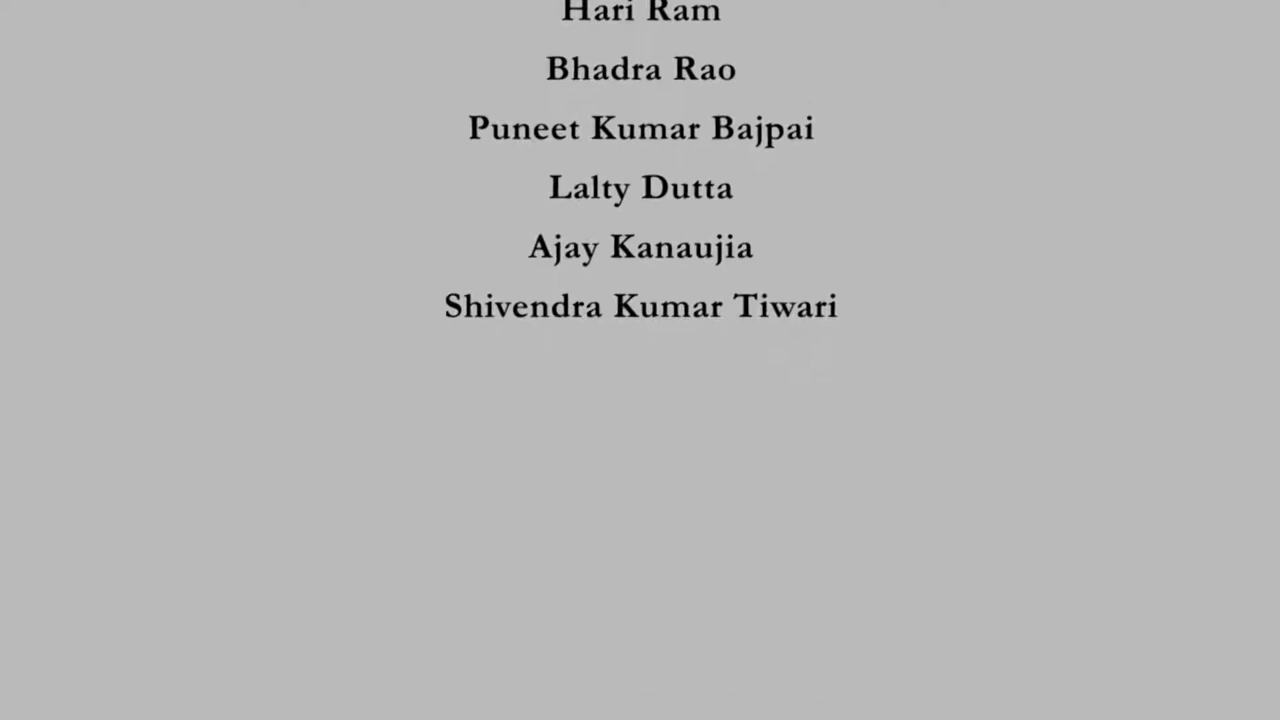 Hari Ram
Bhadra Rao
Puneet Kumar Bajpai
Lalty Dutta
Ajay Kanaujia
Shivendra Kumar Tiwari